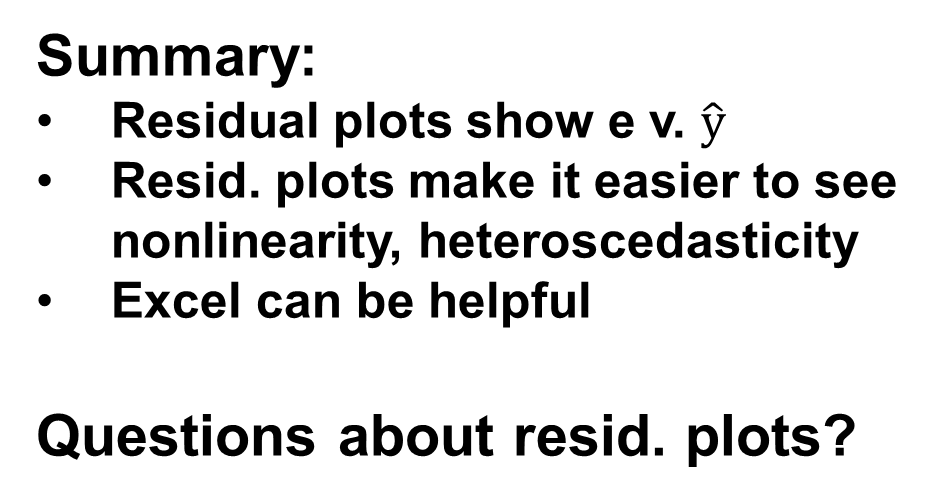 Summary:
• Residual plots show e v. ŷ
• Resid. plots make it easier to see
nonlinearity, heteroscedasticity
• Excel can be helpful
Questions about resid. plots?